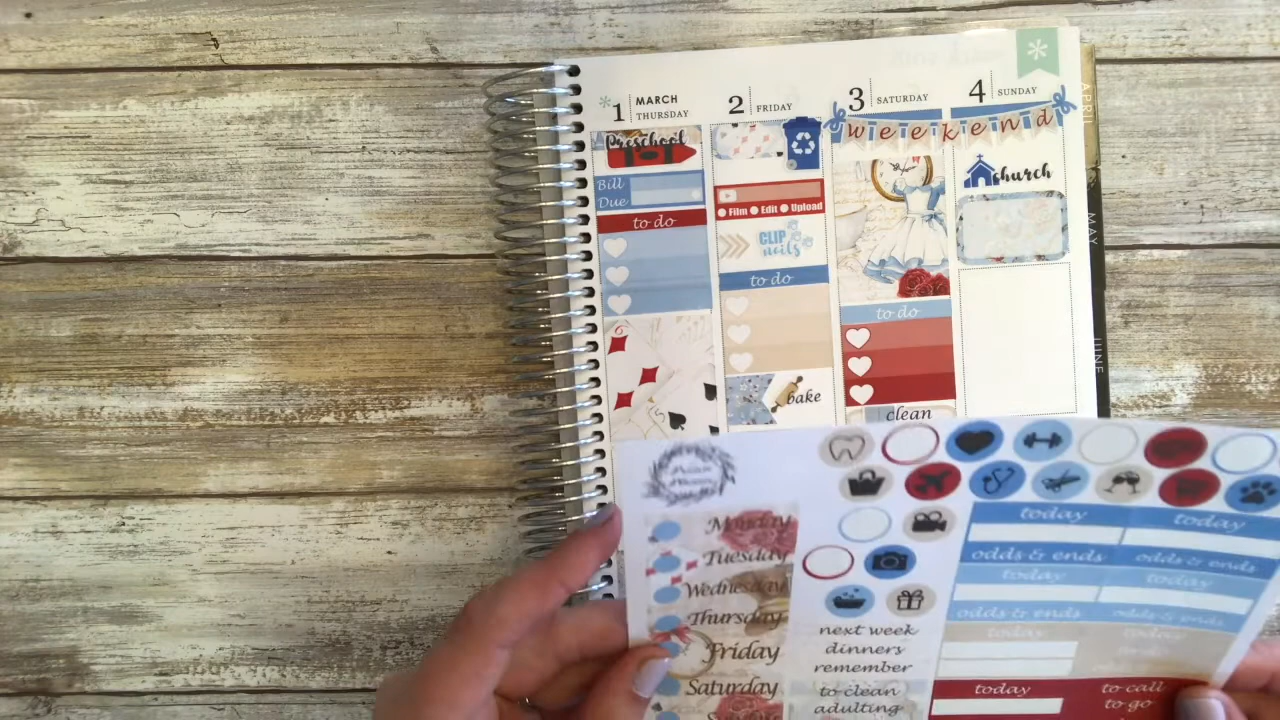 1 MARCH THURSDAY
2 FRIDAY
3 SATURDAY
4 SUNDAY
weekend
Preschool
Bill Due
to do
Film Edit Upload
CLIP nails
to do
bake
to do
clean
church
6
5
APRIL
MAY
JUNE
Monday
Tuesday
Wednesday
Thursday
Friday
Saturday
next week
dinners
remember
to clean
adulting
today today
odds & ends odds & ends
today today
odds & ends odds & ends
today today
today to call
to go